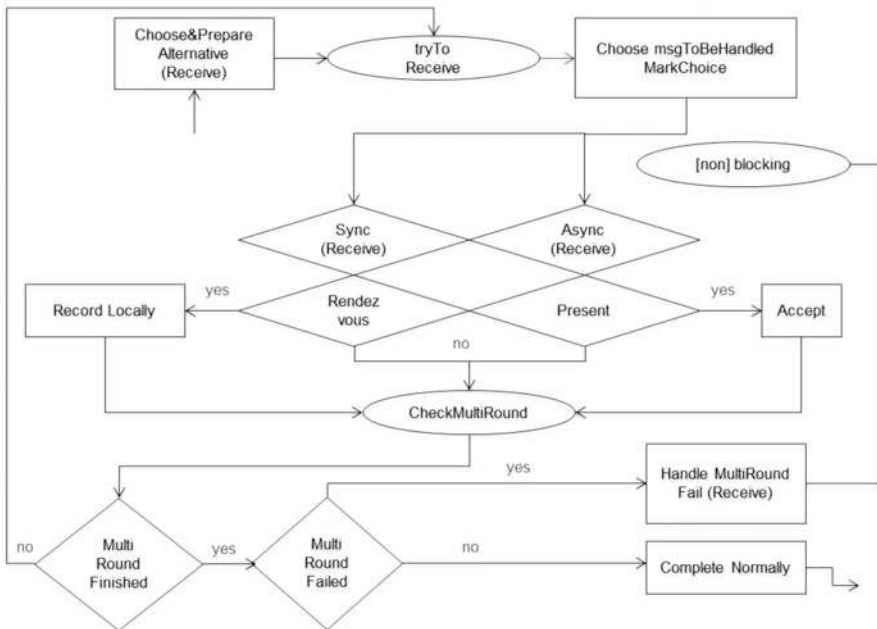 Choose&Prepare
Alternative
(Receive)
tryTo
Receive
Choose msgToBeHandled
MarkChoice
[non] blocking
Sync
(Receive)
Async
(Receive)
yes
Record Locally
Rendez
vous
Present
yes
Accept
no
CheckMultiRound
yes
Handle MultiRound
Fail (Receive)
no
Multi
Round
Finished
yes
Multi
Round
Failed
no
Complete Normally